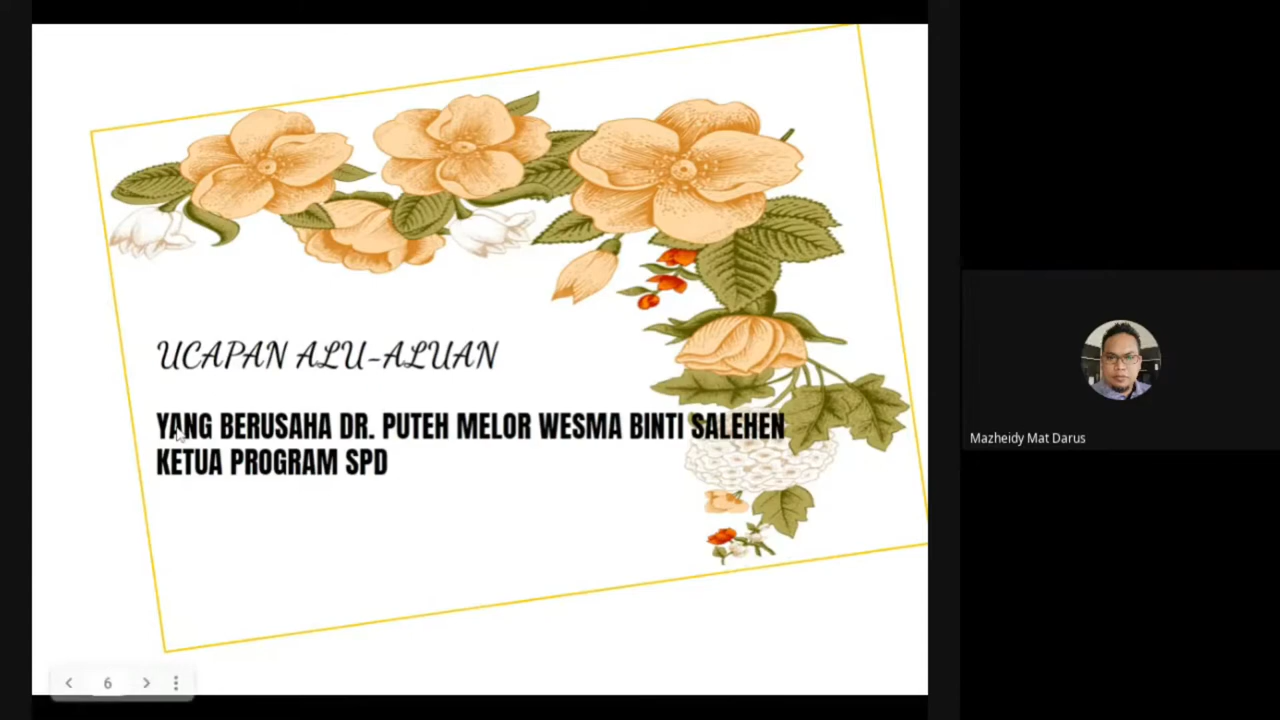 UCAPAN ALU-ALUAN
YANG BERUSAHA DR. PUTEH MELOR WESMA BINTI SALEHEN
KETUA PROGRAM SPD
6
Mazheidy Mat Darus